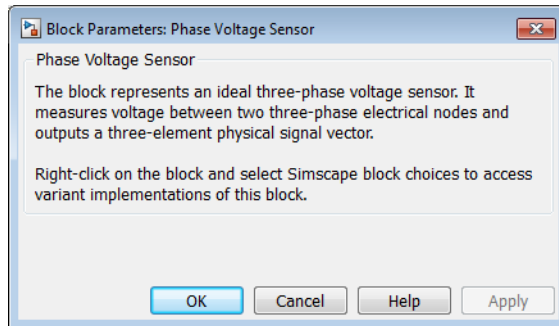 Block Parameters: Phase Voltage Sensor
Phase Voltage Sensor
The block represents an ideal three-phase voltage sensor. It
measures voltage between two three-phase electrical nodes and
outputs a three-element physical signal vector.
Right-click on the block and select Simscape block choices to access
variant implementations of this block.
OK Cancel Help Apply